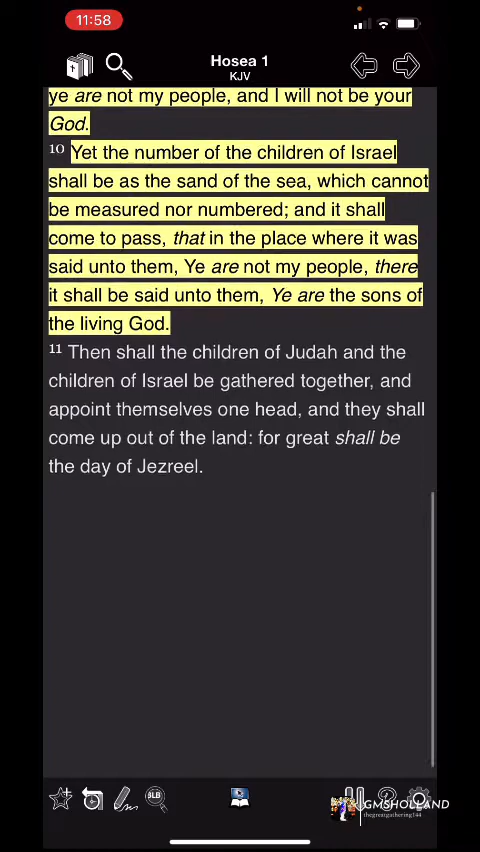 11:58
Hosea 1
KJV
ye are not my people, and I will not be your
God.
10 Yet the number of the children of Israel
shall be as the sand of the sea, which cannot
be measured nor numbered; and it shall
come to pass, that in the place where it was
said unto them, Ye are not my people, there
it shall be said unto them, Ye are the sons of
the living God.
11 Then shall the children of Judah and the
children of Israel be gathered together, and
appoint themselves one head, and they shall
come up out of the land: for great shall be
the day of Jezreel.
SLB
GMSHOLLAND
thegreatgathering144